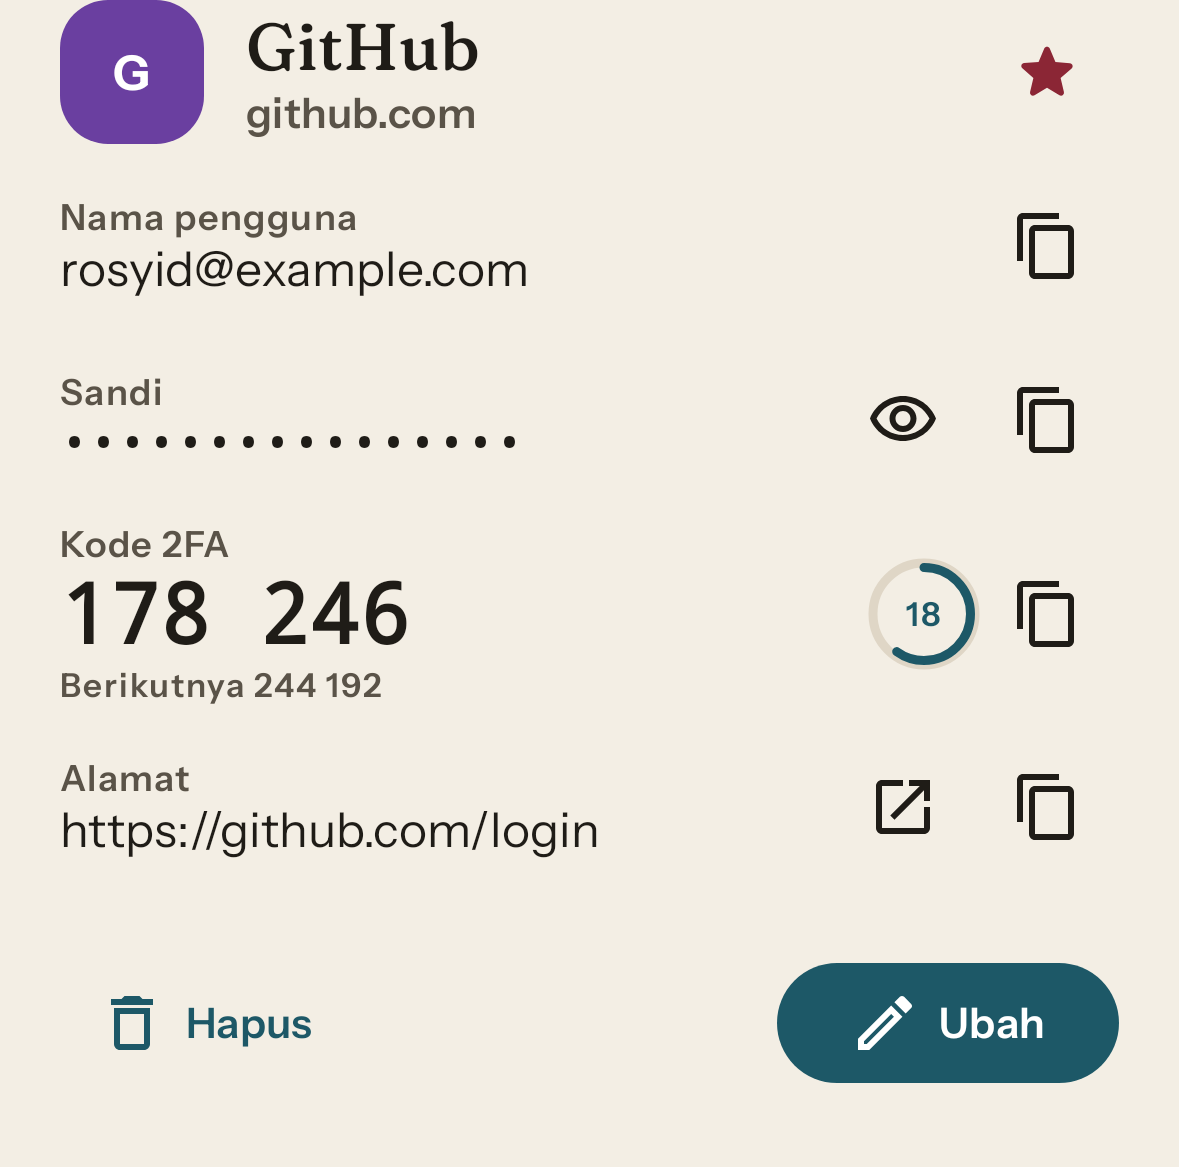 G
GitHub
github.com
Nama pengguna
rosyid@example.com
Sandi
••••••••••••••••
Kode 2FA
178 246
18
Berikutnya 244 192
Alamat
https://github.com/login
Hapus
Ubah